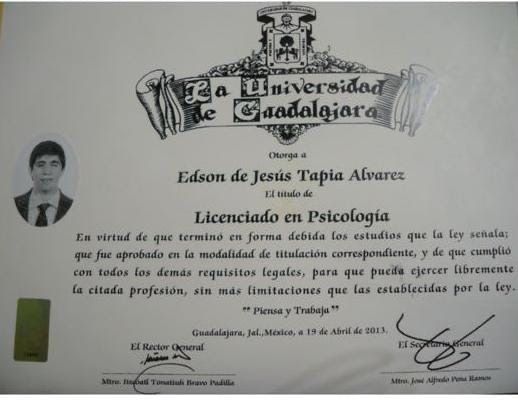 La Universidad
de Guadalajara
Otorga a
Edson de Jesús Tapia Alvarez
El título de
Licenciado en Psicología
En virtud de que terminó en forma debida los estudios que la ley señala;
que fue aprobado en la modalidad de titulación correspondiente, y de que cumplió
con todos los demás requisitos legales, para que pueda ejercer libremente
la citada profesión, sin más limitaciones que las establecidas por la ley.
"Piensa y Trabaja"
Guadalajara, Jal., México, a 19 de Abril de 2013.
El Rector General
El Secretario General
Mtro. Itzcóatl Tonatiuh Bravo Padilla
Mtro. José Alfredo Pena Ramos